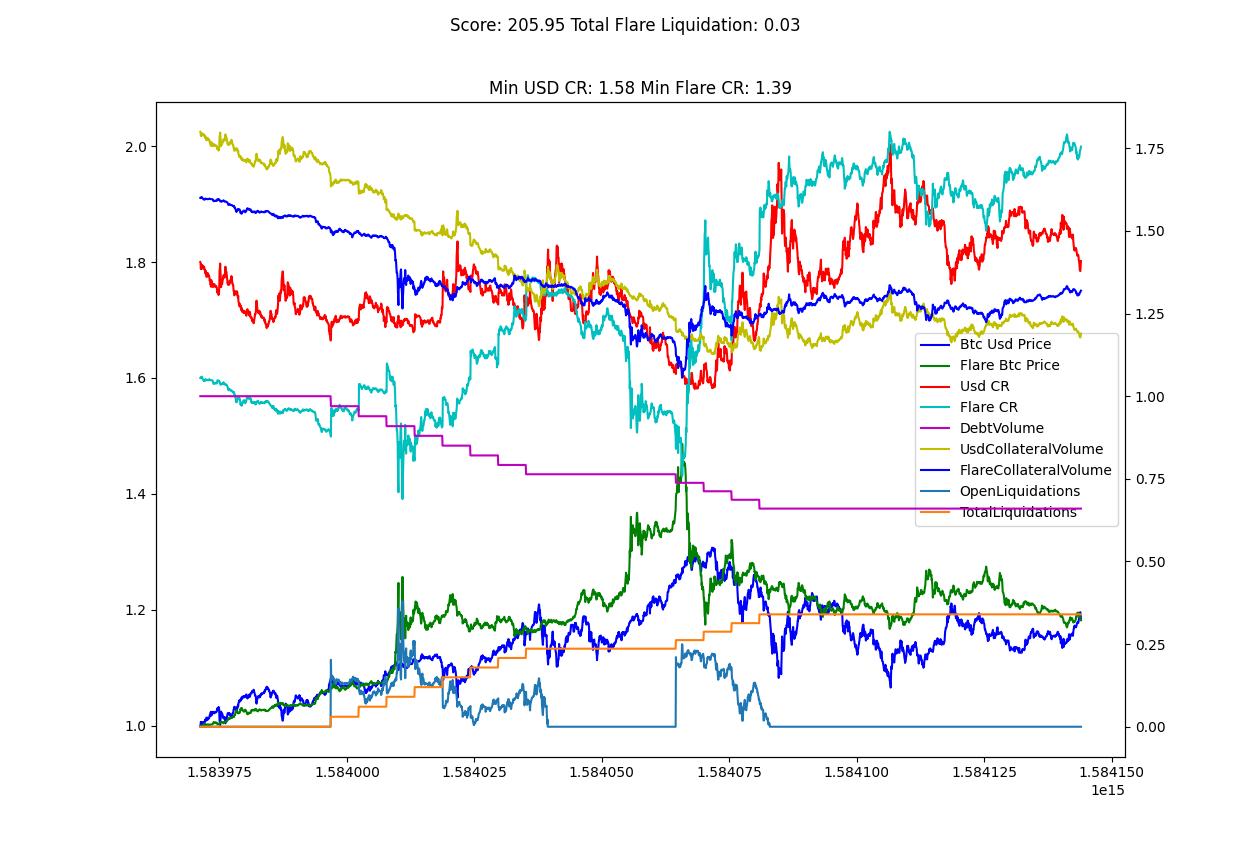 Score: 205.95 Total Flare Liquidation: 0.03
Min USD CR: 1.58 Min Flare CR: 1.39
2.0
1.8
1.6
1.4
1.2
1.0
1.75
1.50
1.25
1.00
0.75
0.50
0.25
0.00
Btc Usd Price
Flare Btc Price
Usd CR
Flare CR
DebtVolume
UsdCollateralVolume
FlareCollateralVolume
OpenLiquidations
TotalLiquidations
1.583975 1.584000 1.584025 1.584050 1.584075 1.584100 1.584125 1.584150
1e15